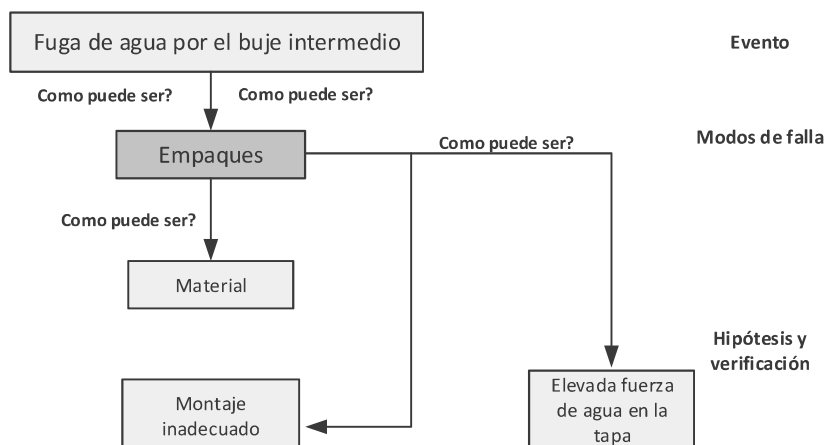 Fuga de agua por el buje intermedio
Evento
Como puede ser?
Como puede ser?
Empaques
Como puede ser?
Modos de falla
Como puede ser?
Material
Hipótesis y
verificación
Montaje
inadecuado
Elevada fuerza
de agua en la
tapa